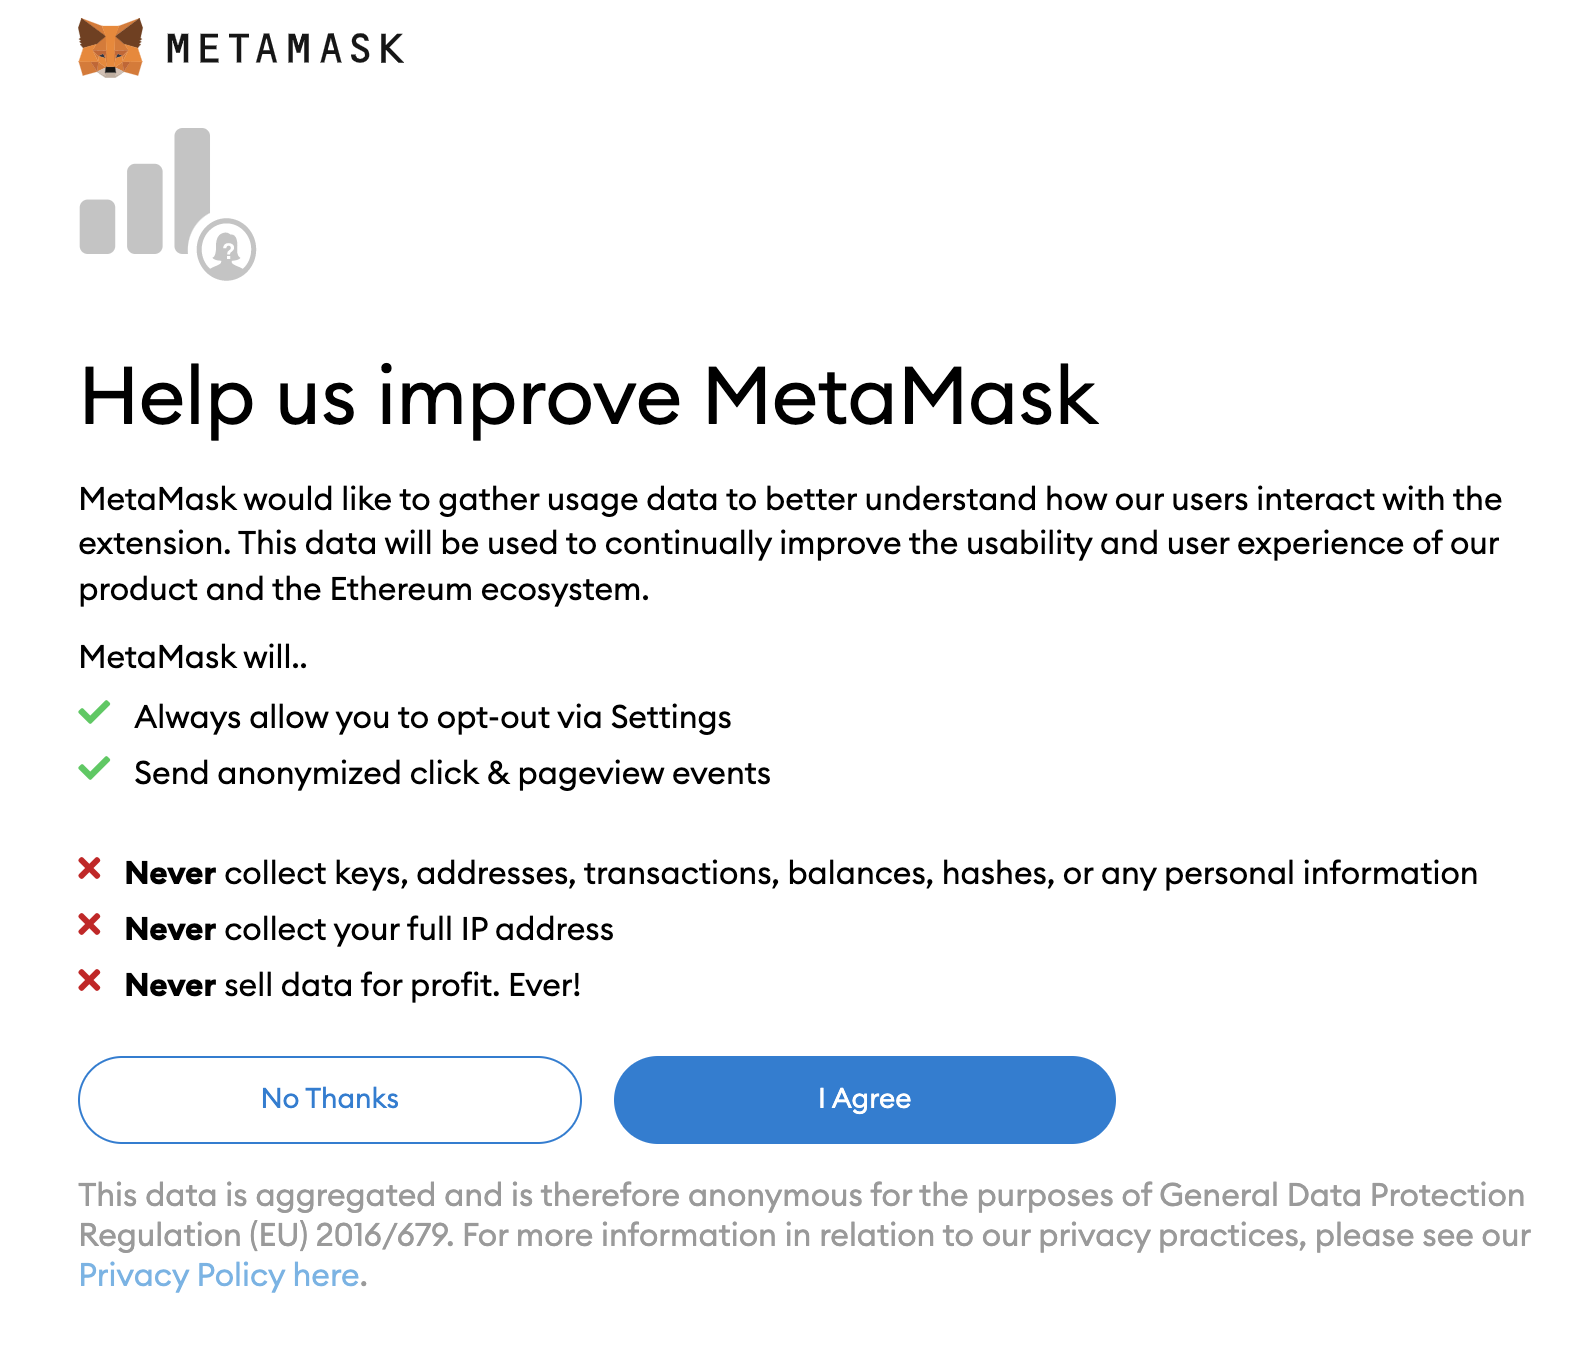 METAMASK
?
Help us improve MetaMask
MetaMask would like to gather usage data to better understand how our users interact with the
extension. This data will be used to continually improve the usability and user experience of our
product and the Ethereum ecosystem.
MetaMask will..
Always allow you to opt-out via Settings
Send anonymized click & pageview events
Never collect keys, addresses, transactions, balances, hashes, or any personal information
Never collect your full IP address
Never sell data for profit. Ever!
No Thanks
I Agree
This data is aggregated and is therefore anonymous for the purposes of General Data Protection
Regulation (EU) 2016/679. For more information in relation to our privacy practices, please see our
Privacy Policy here.